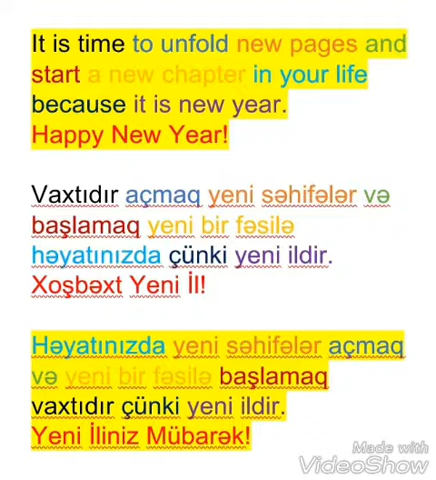 It is time to unfold new pages and
start a new chapter in your life
because it is new year.
Happy New Year!
Vaxtıdır açmaq yeni səhifələr və
başlamaq yeni bir fəsilə
həyatınızda çünki yeni ildir.
Xoşbəxt Yeni İl!
Həyatınızda yeni səhifələr açmaq
və yeni bir fəsilə başlamaq
vaxtıdır çünki yeni ildir.
Yeni İliniz Mübarək!
Made with
VideoShow